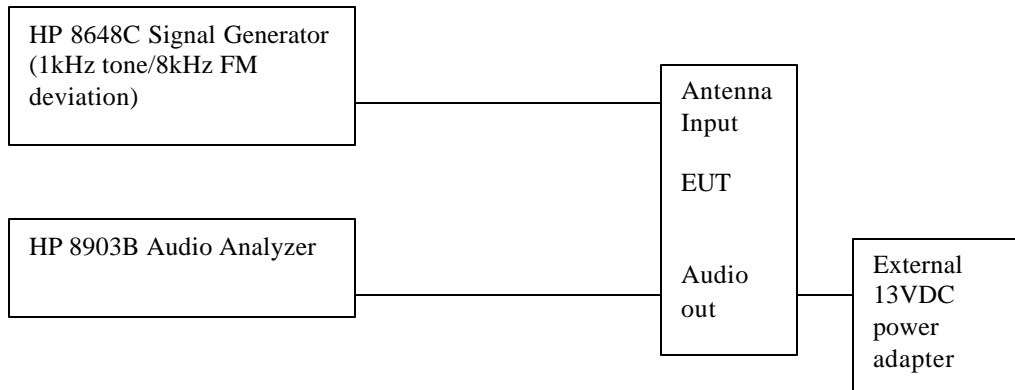 HP 8648C Signal Generator
(1kHz tone/8kHz FM
deviation)
Antenna
Input
EUT
HP 8903B Audio Analyzer
Audio
out
External
13VDC
power
adapter